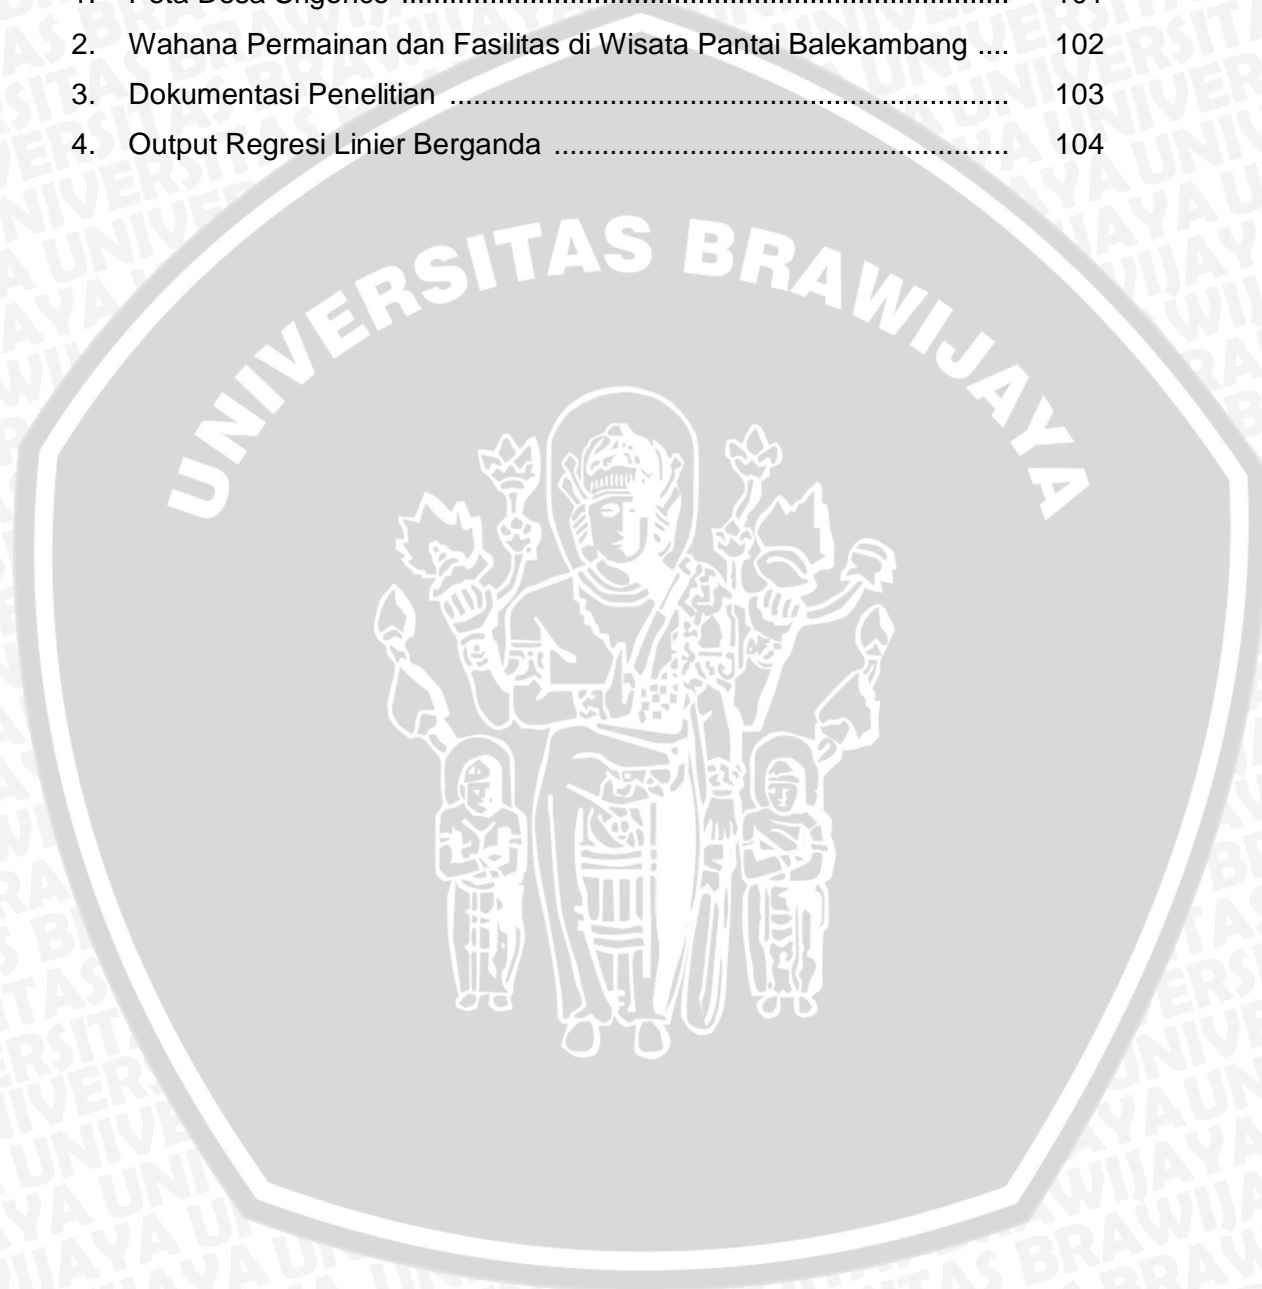 2. Wahana Permainan dan Fasilitas di Wisata Pantai Balekambang .... 102
3. Dokumentasi Penelitian ...................................................................... 103
4. Output Regresi Linier Berganda ......................................................... 104
UNIVERSITAS BRAWIJAYA